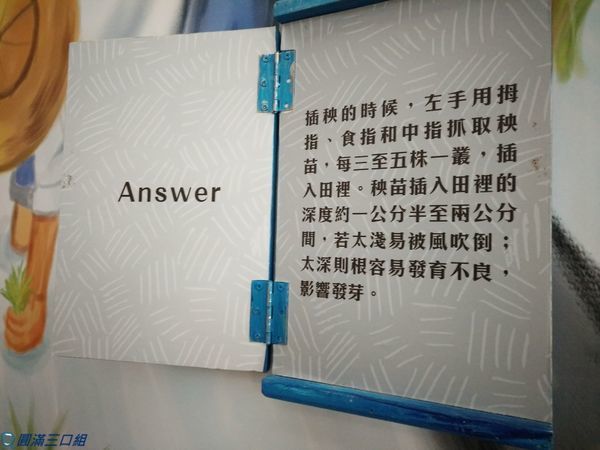 Answer
插秧的時候，左手用拇
指、食指和中指抓取秧
苗，每三至五株一叢，插
入田裡。秧苗插入田裡的
深度約一公分半至兩公分
間，若太淺易被風吹倒；
太深則根容易發育不良，
影響發芽。
圓滿三口組